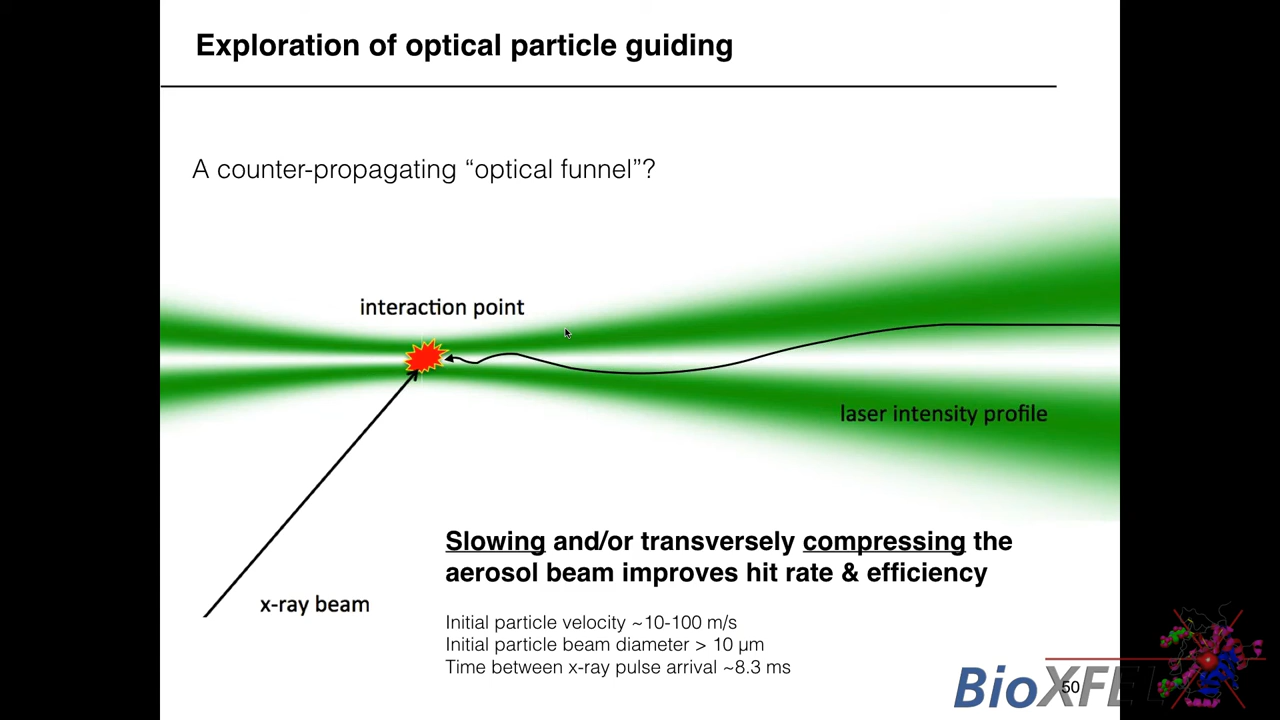 Exploration of optical particle guiding
A counter-propagating “optical funnel”?
interaction point
laser intensity profile
Slowing and/or transversely compressing the
aerosol beam improves hit rate & efficiency
x-ray beam
Initial particle velocity ~10-100 m/s
Initial particle beam diameter > 10 µm
Time between x-ray pulse arrival ~8.3 ms
BioXFEL
50